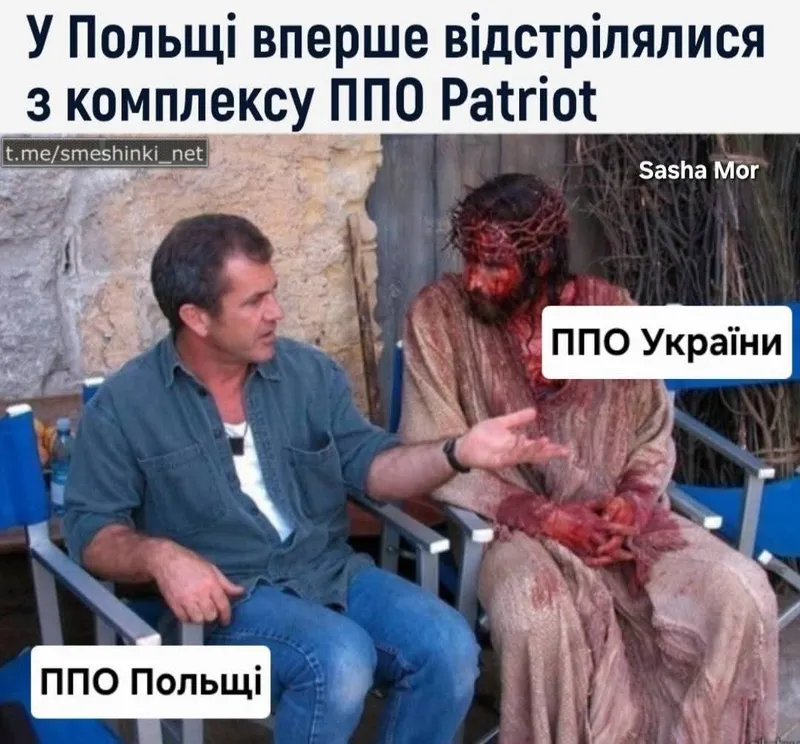 У Польщі вперше відстрілялися
з комплексу ППО Patriot
t.me/smeshinki_net
Sasha Mor
ППО України
ППО Польщі